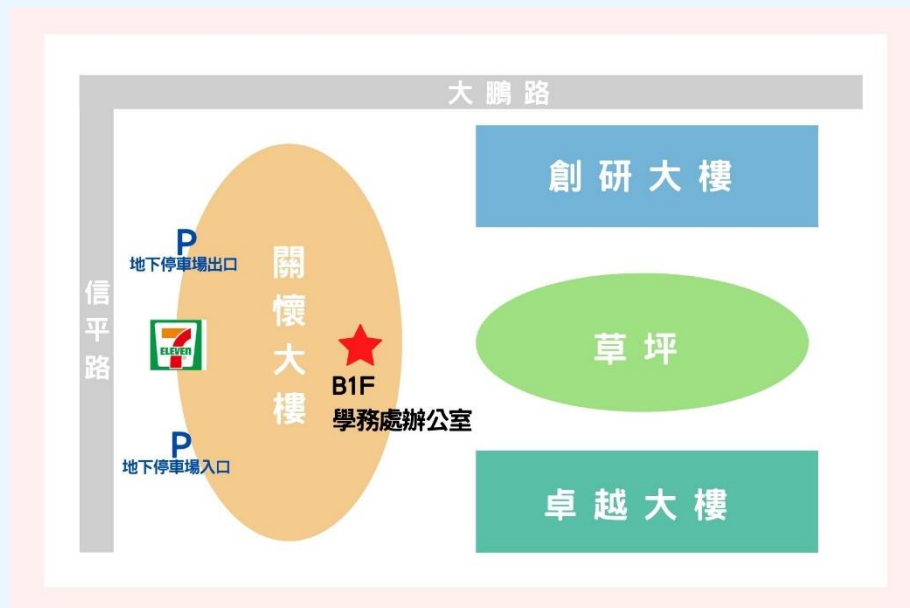 大鵬路
創研大樓
P
地下停車場出口
關懷大樓
信平路
7
ELEVEN
草坪
B1F
學務處辦公室
P
地下停車場入口
卓越大樓